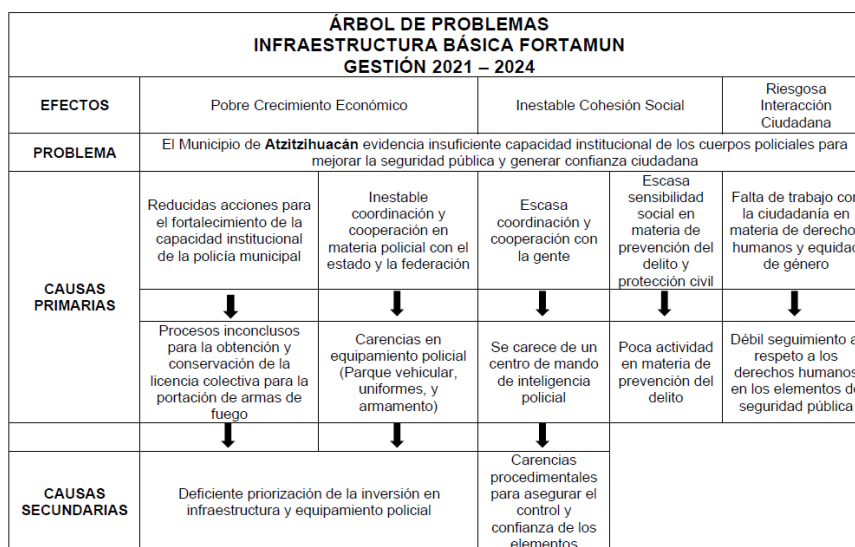 ÁRBOL DE PROBLEMAS
INFRAESTRUCTURA BÁSICA FORTAMUN
GESTIÓN 2021 – 2024
EFECTOS
Pobre Crecimiento Económico
Inestable Cohesión Social
Riesgosa
Interacción
Ciudadana
PROBLEMA
El Municipio de Atzitzihuacán evidencia insuficiente capacidad institucional de los cuerpos policiales para
mejorar la seguridad pública y generar confianza ciudadana
CAUSAS
PRIMARIAS
Reducidas acciones para
el fortalecimiento de la
capacidad institucional
de la policía municipal
Inestable
coordinación y
cooperación en
materia policial con el
estado y la federación
Escasa
coordinación y
cooperación con
la gente
Escasa
sensibilidad
social en materia
de prevención del
delito y
protección civil
Falta de trabajo con
la ciudadanía en
materia de derechos
humanos y equidad
de género
Procesos inconclusos
para la obtención y
conservación de la
licencia colectiva para la
portación de armas de
fuego
Carencias en
equipamiento policial
(Parque vehicular,
uniformes, y
armamento)
Se carece de un
centro de mando
de inteligencia
policial
Poca actividad
en materia de
prevención del
delito
Débil seguimiento al
respeto a los
derechos humanos
en los elementos de
seguridad pública
CAUSAS
SECUNDARIAS
Deficiente priorización de la inversión en
infraestructura y equipamiento policial
Carencias
procedimentales
para asegurar el
control y
confianza de los
elementos